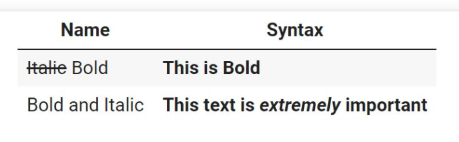 Name Syntax
Italic Bold This is Bold
Bold and Italic This text is extremely important